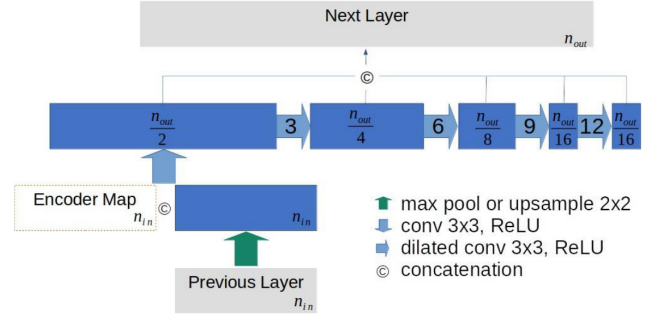 Next Layer
n_out
©
n_out/2
3
n_out/4
6
n_out/8
9
n_out/16
12
n_out/16
Encoder Map
n_in
©
n_in
Previous Layer
n_in
max pool or upsample 2x2
conv 3x3, ReLU
dilated conv 3x3, ReLU
© concatenation